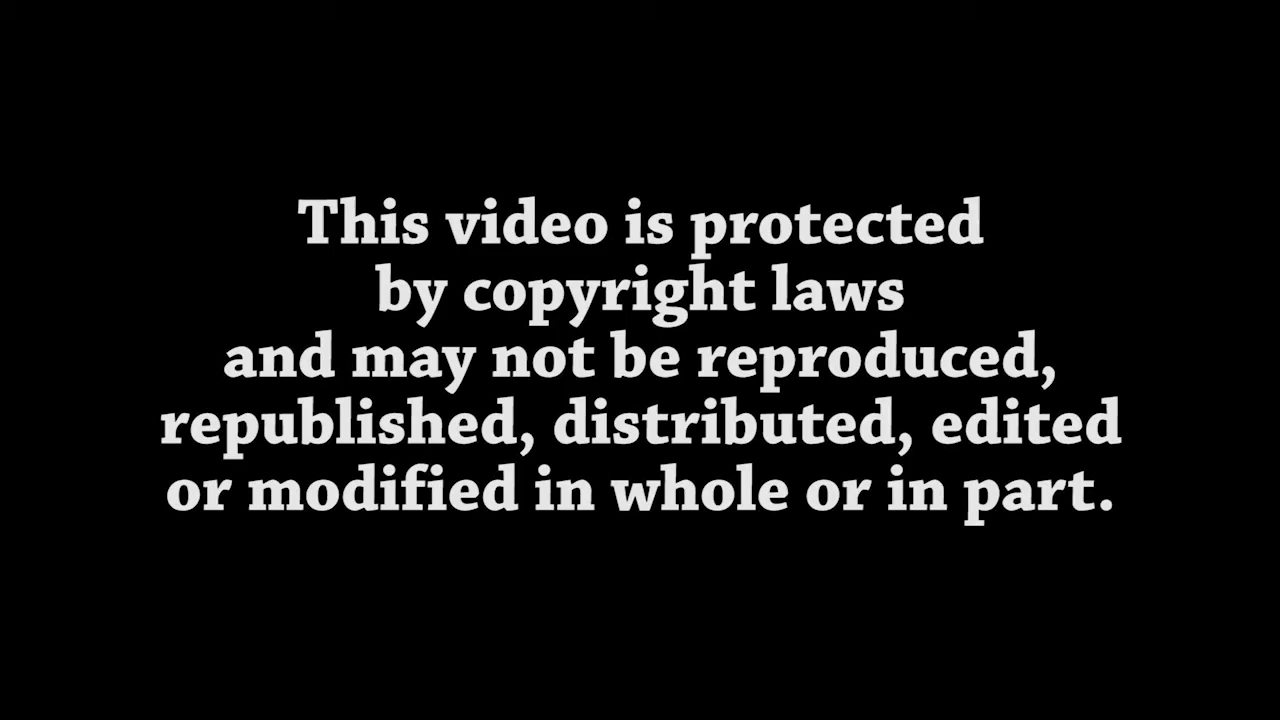 This video is protected
by copyright laws
and may not be reproduced,
republished, distributed, edited
or modified in whole or in part.